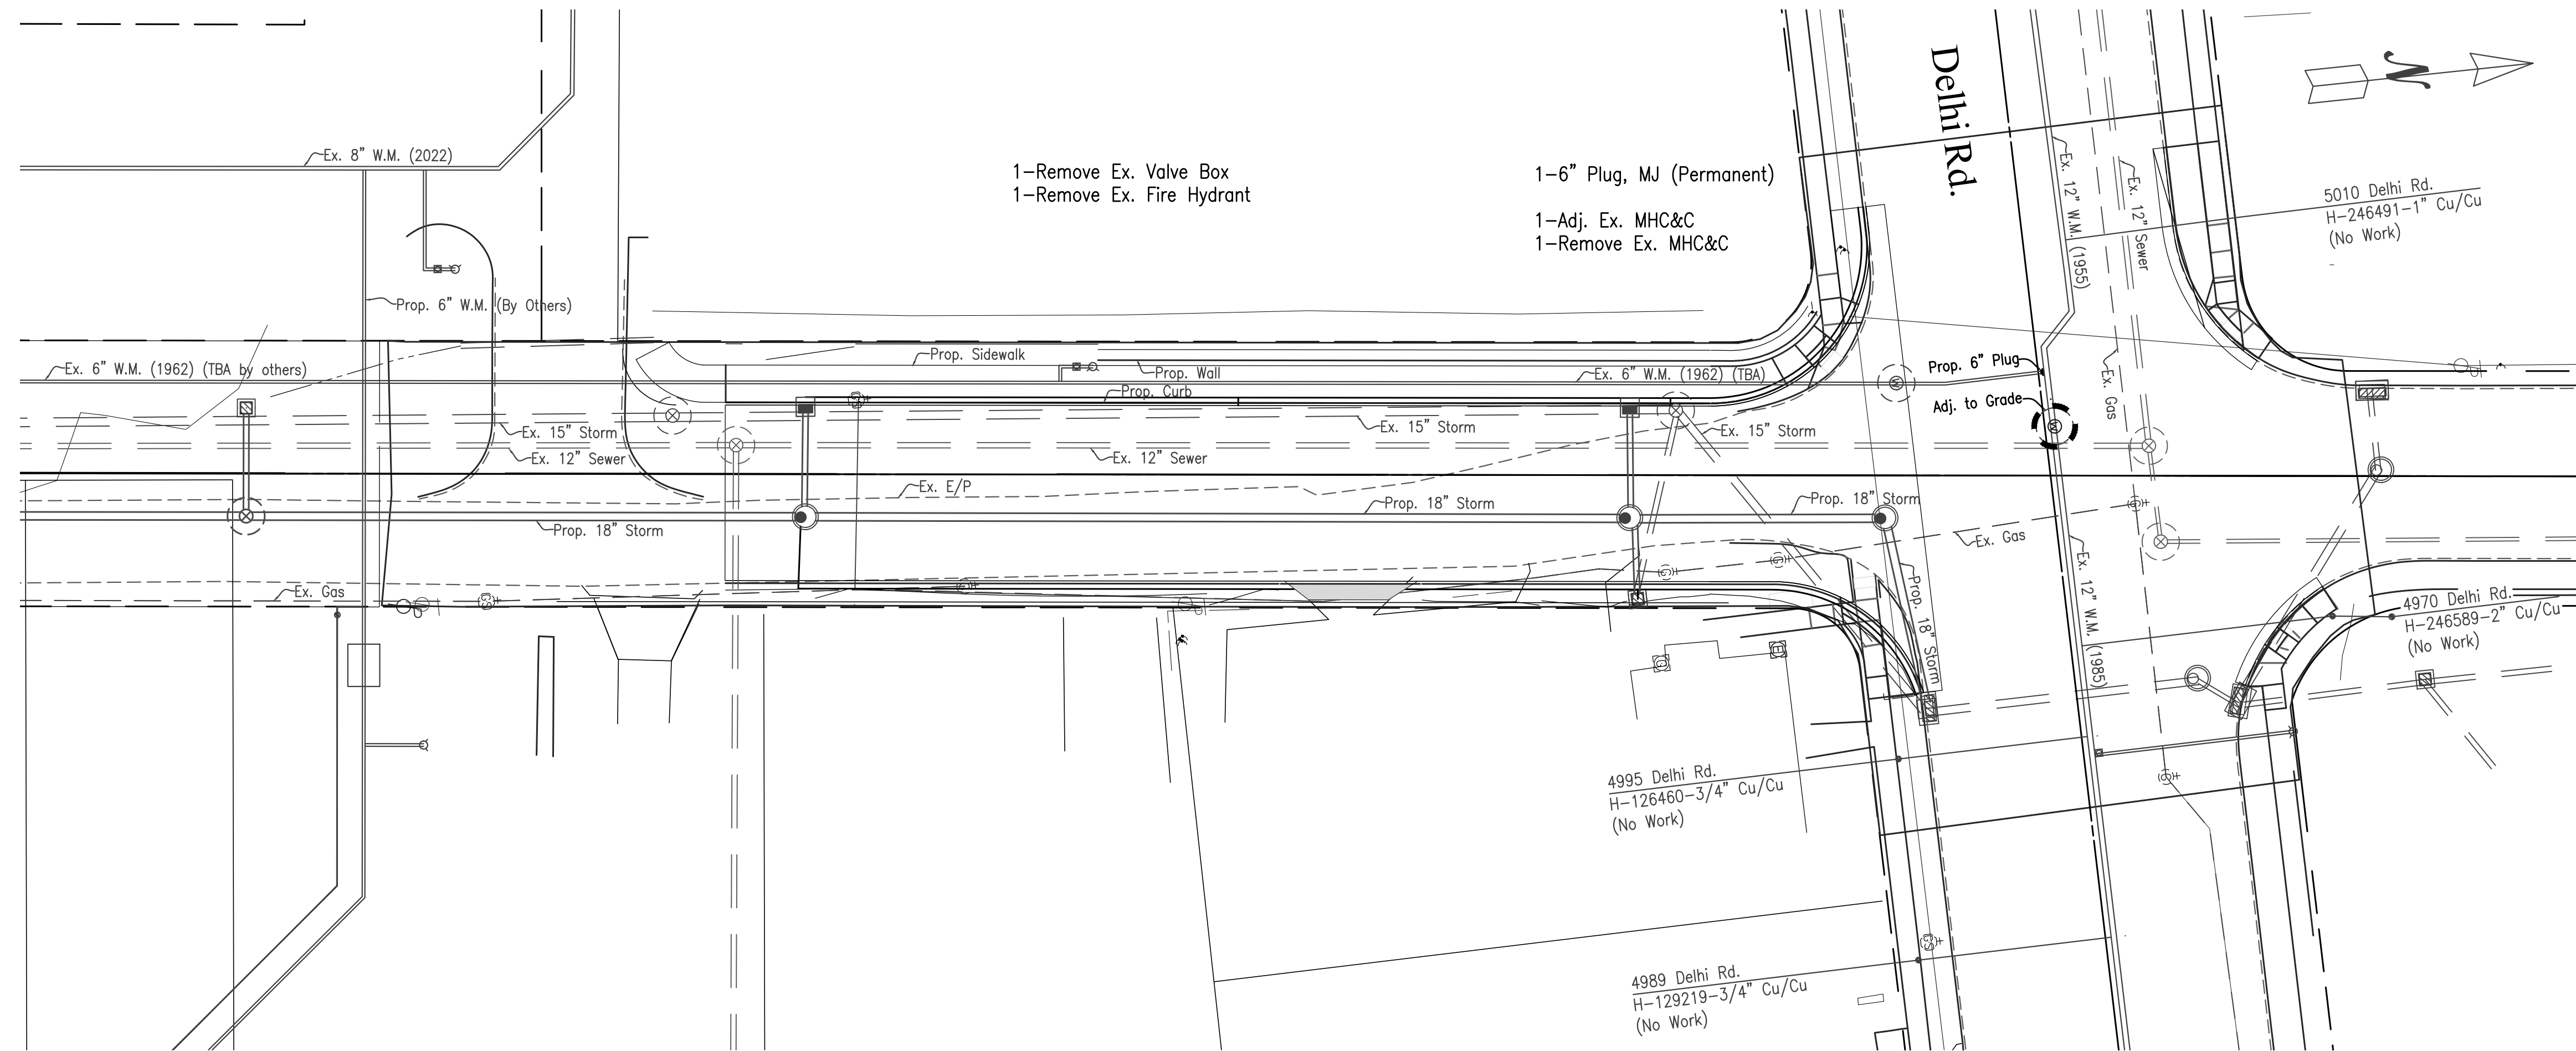 Delhi Rd.
N
Ex. 8" W.M. (2022)
1-Remove Ex. Valve Box
1-Remove Ex. Fire Hydrant
1-6" Plug, MJ (Permanent)
1-Adj. Ex. MHC&C
1-Remove Ex. MHC&C
Ex. 12" W.M. (1955)
Ex. 12" Sewer
5010 Delhi Rd.
H-246491-1" Cu/Cu
(No Work)
Prop. 6" W.M. (By Others)
Ex. 6" W.M. (1962) (TBA by others)
Prop. Sidewalk
Prop. Wall
Ex. 6" W.M. (1962) (TBA)
Prop. Curb
Prop. 6" Plug
Adj. to Grade
Ex. Gas
Ex. 15" Storm
Ex. 12" Sewer
Ex. 15" Storm
Ex. 15" Storm
Ex. 12" Sewer
Ex. E/P
Prop. 18" Storm
Prop. 18" Storm
Prop. 18" Storm
Ex. Gas
Ex. Gas
Prop. 18" Storm
Ex. 12" W.M. (1985)
4970 Delhi Rd.
H-246589-2" Cu/Cu
(No Work)
4995 Delhi Rd.
H-126460-3/4" Cu/Cu
(No Work)
4989 Delhi Rd.
H-129219-3/4" Cu/Cu
(No Work)
W
W
GS
GS
G
G
G
G
E